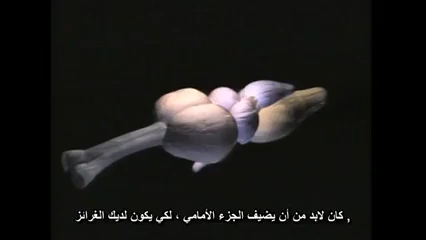 , كان لابد من أن يضيف الجزء الأمامي ، لكي يكون لديك الغرائز